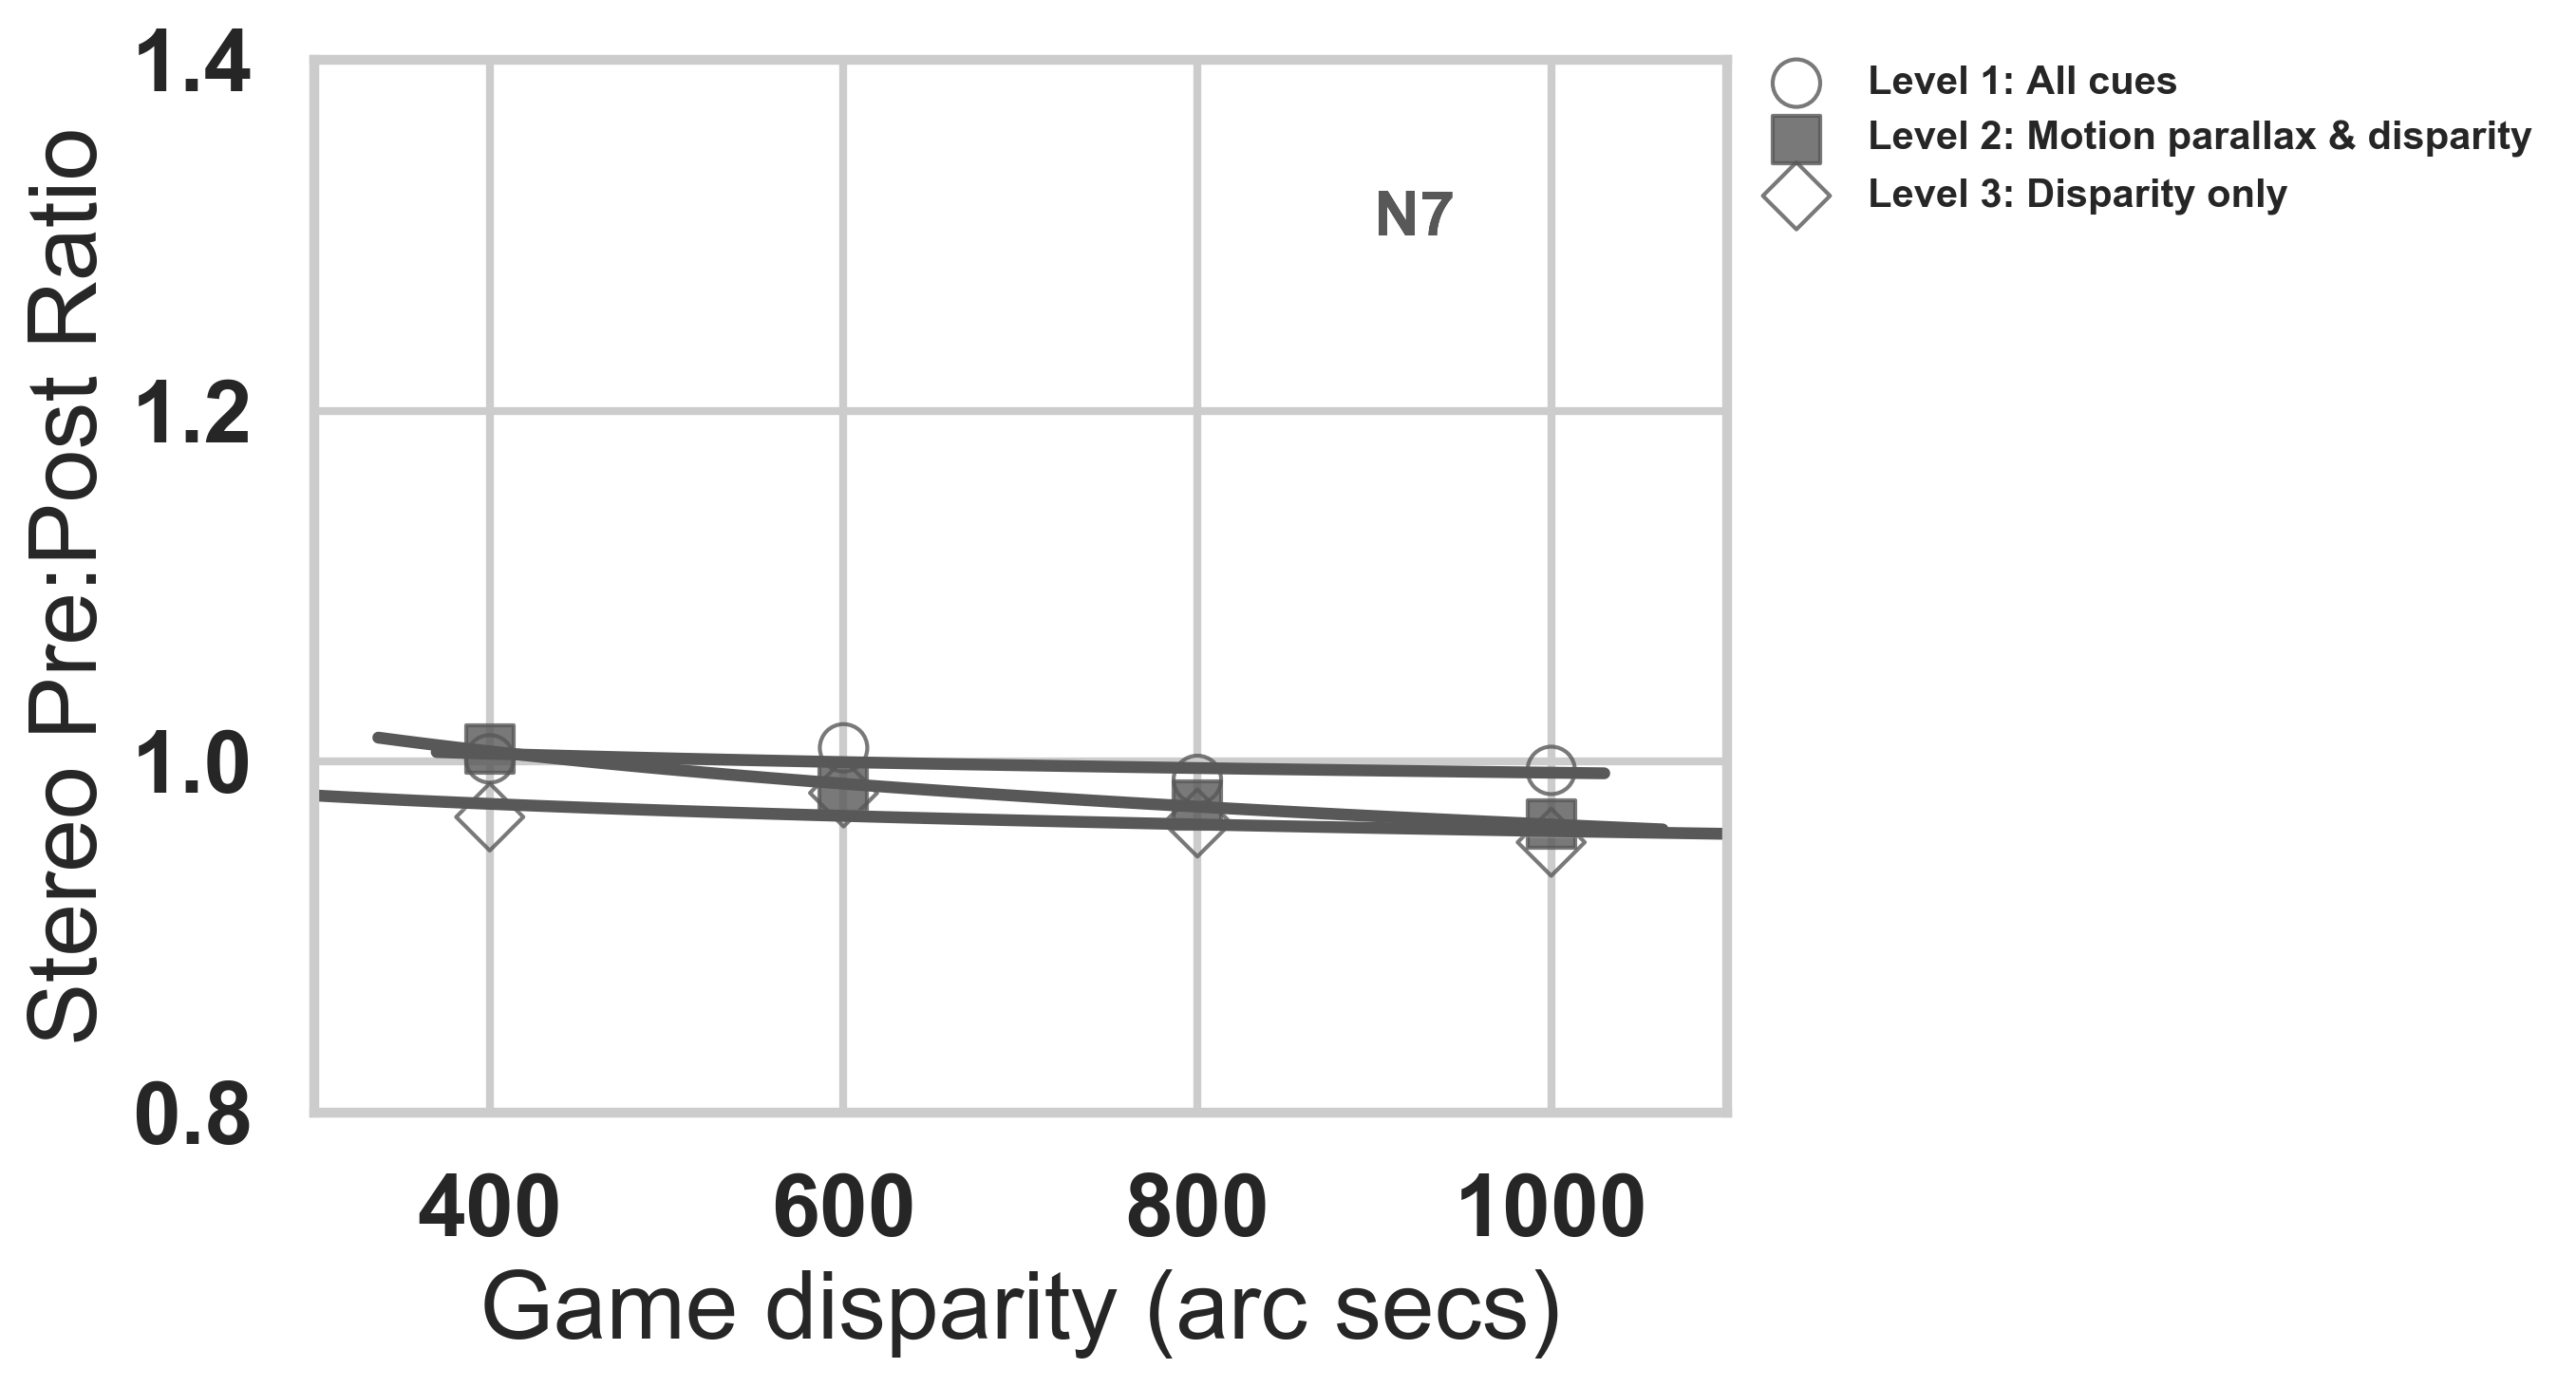 1.4
1.2
1.0
0.8
Stereo Pre:Post Ratio
N7
Level 1: All cues
Level 2: Motion parallax & disparity
Level 3: Disparity only
400 600 800 1000
Game disparity (arc secs)